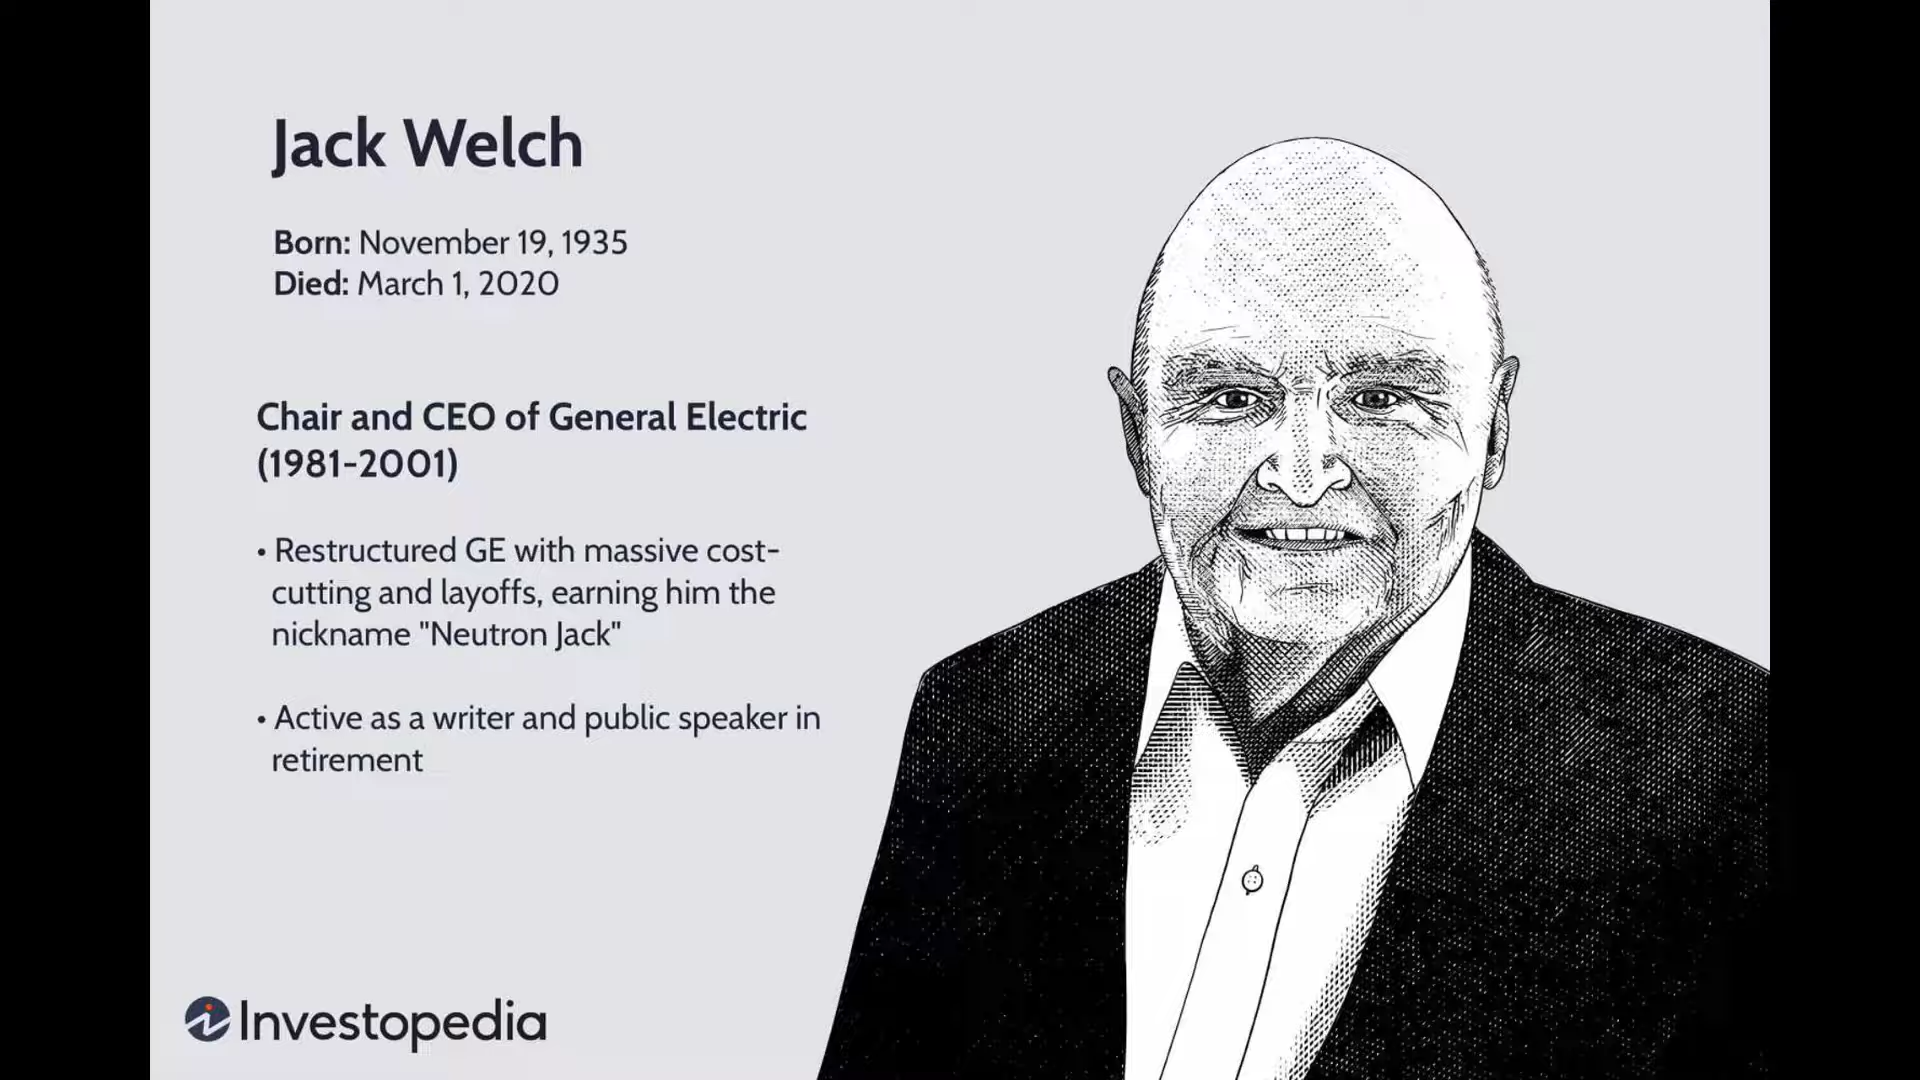 Jack Welch
Born: November 19, 1935
Died: March 1, 2020
Chair and CEO of General Electric
(1981-2001)
• Restructured GE with massive cost-
cutting and layoffs, earning him the
nickname "Neutron Jack"
• Active as a writer and public speaker in
retirement
Investopedia